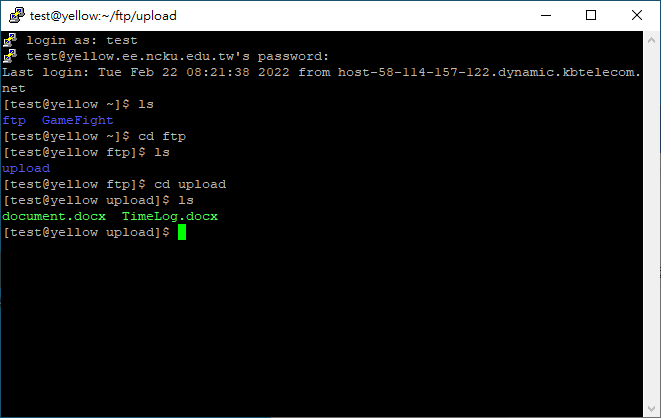 test@yellow:~/ftp/upload
login as: test
test@yellow.ee.ncku.edu.tw's password:
Last login: Tue Feb 22 08:21:38 2022 from host-58-114-157-122.dynamic.kbtelecom.
net
[test@yellow ~]$ ls
ftp  GameFight
[test@yellow ~]$ cd ftp
[test@yellow ftp]$ ls
upload
[test@yellow ftp]$ cd upload
[test@yellow upload]$ ls
document.docx  TimeLog.docx
[test@yellow upload]$